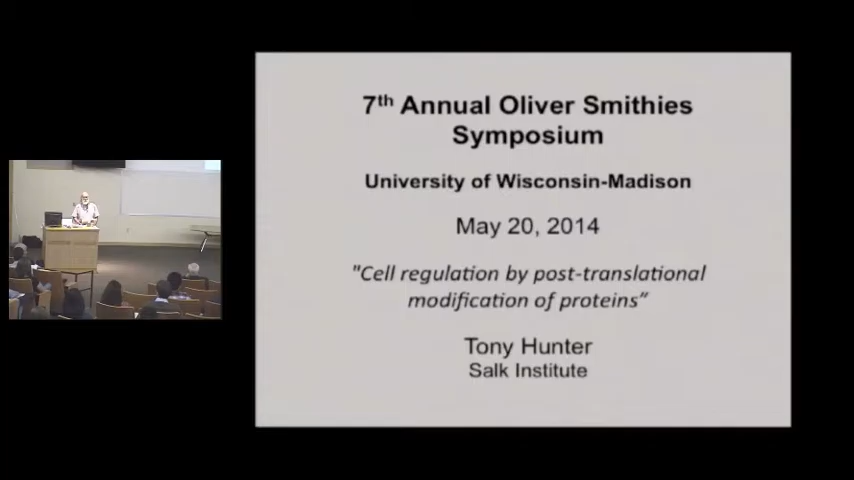 7th Annual Oliver Smithies
Symposium
University of Wisconsin-Madison
May 20, 2014
"Cell regulation by post-translational
modification of proteins”
Tony Hunter
Salk Institute